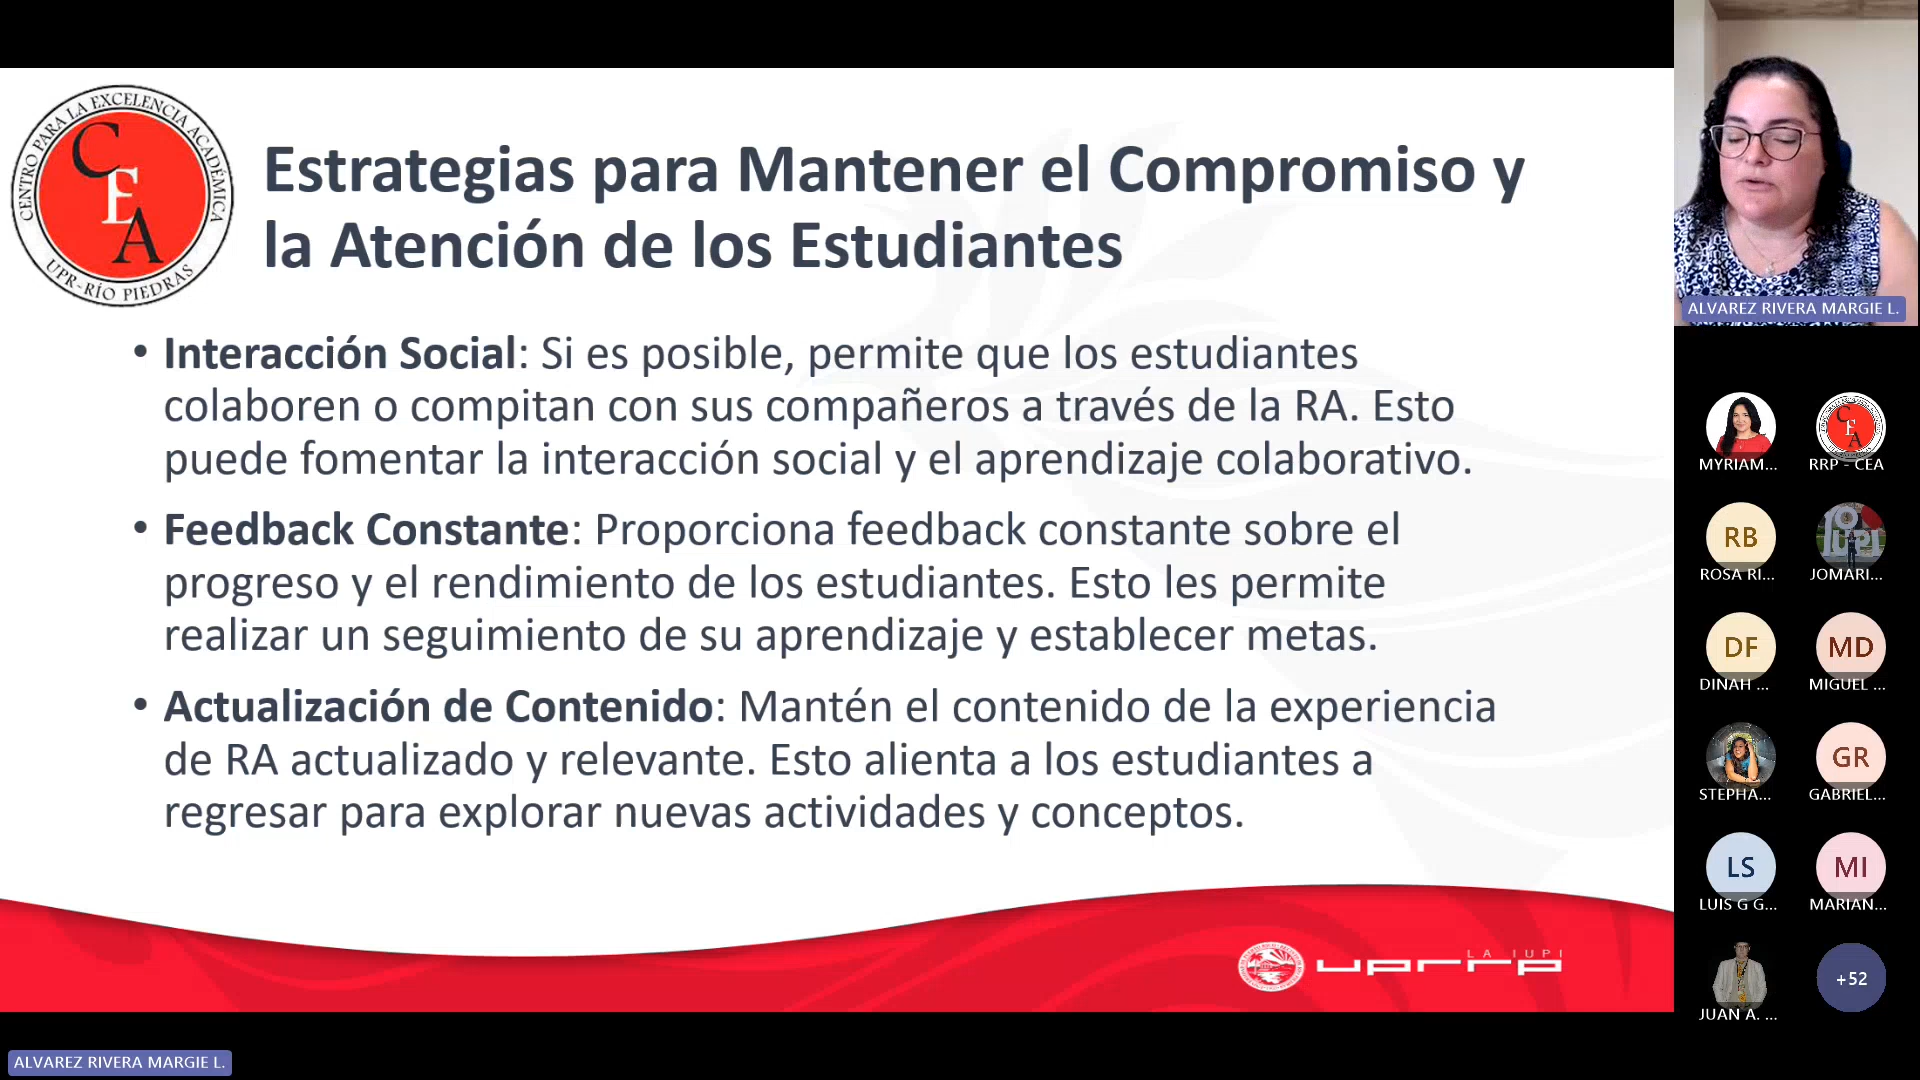 CENTRO PARA LA EXCELENCIA ACADÉMICA
CEA
UPR-RÍO PIEDRAS
Estrategias para Mantener el Compromiso y
la Atención de los Estudiantes
• Interacción Social: Si es posible, permite que los estudiantes
colaboren o compitan con sus compañeros a través de la RA. Esto
puede fomentar la interacción social y el aprendizaje colaborativo.
• Feedback Constante: Proporciona feedback constante sobre el
progreso y el rendimiento de los estudiantes. Esto les permite
realizar un seguimiento de su aprendizaje y establecer metas.
• Actualización de Contenido: Mantén el contenido de la experiencia
de RA actualizado y relevante. Esto alienta a los estudiantes a
regresar para explorar nuevas actividades y conceptos.
LA IUPI
uprrp
ALVAREZ RIVERA MARGIE L.
ALVAREZ RIVERA MARGIE L.
MYRIAM...
CEA
RRP - CEA
RB
ROSA RI...
IUPI
JOMARI...
DF
DINAH ...
MD
MIGUEL ...
STEPHA...
GR
GABRIEL...
LS
LUIS G G...
MI
MARIAN...
JUAN A. ...
+52